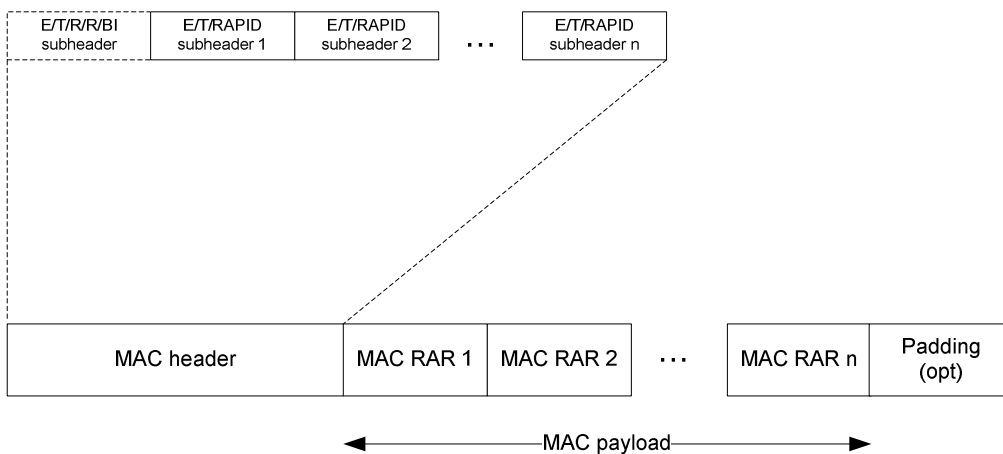 E/T/R/R/BI
subheader
E/T/RAPID
subheader 1
E/T/RAPID
subheader 2
...
E/T/RAPID
subheader n
MAC header
MAC RAR 1
MAC RAR 2
...
MAC RAR n
Padding
(opt)
MAC payload